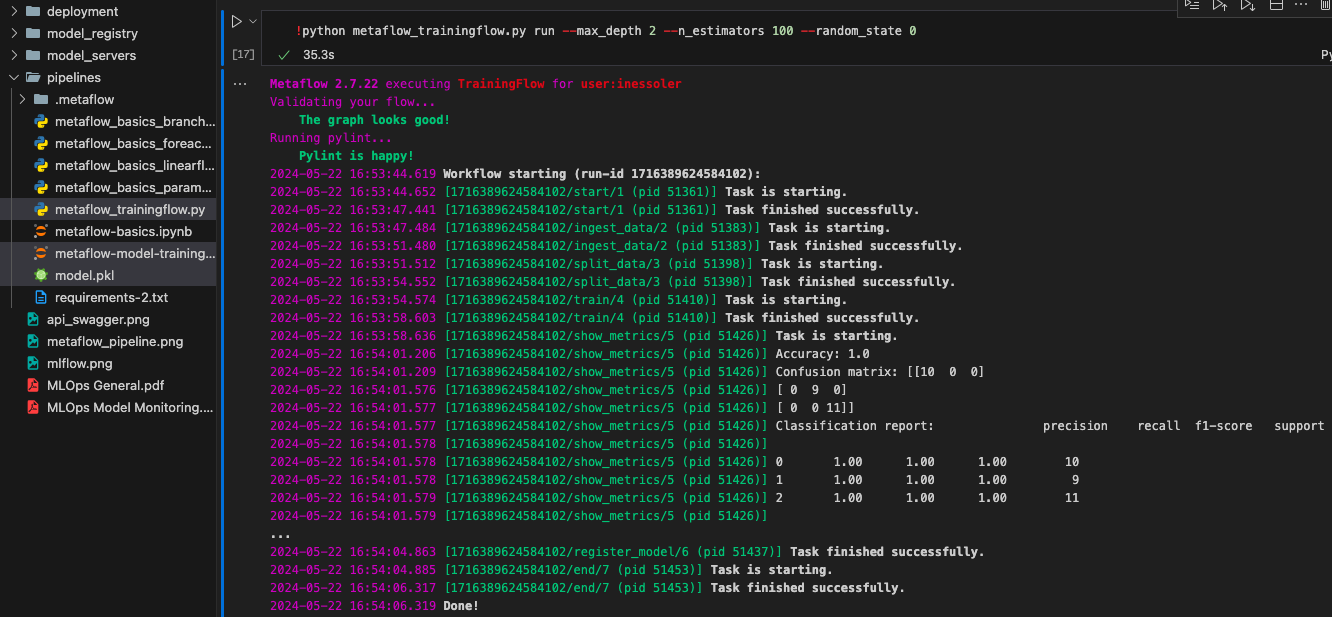 deployment
model_registry
model_servers
pipelines
.metaflow
metaflow_basics_branch...
metaflow_basics_foreac...
metaflow_basics_linearfl...
metaflow_basics_param...
metaflow_trainingflow.py
metaflow-basics.ipynb
metaflow-model-training...
model.pkl
requirements-2.txt
api_swagger.png
metaflow_pipeline.png
mlflow.png
MLOps General.pdf
MLOps Model Monitoring....
!python metaflow_trainingflow.py run --max_depth 2 --n_estimators 100 --random_state 0
[17] 35.3s
Py
... Metaflow 2.7.22 executing TrainingFlow for user:inessoler
Validating your flow...
The graph looks good!
Running pylint...
Pylint is happy!
2024-05-22 16:53:44.619 Workflow starting (run-id 1716389624584102):
2024-05-22 16:53:44.652 [1716389624584102/start/1 (pid 51361)] Task is starting.
2024-05-22 16:53:47.441 [1716389624584102/start/1 (pid 51361)] Task finished successfully.
2024-05-22 16:53:47.484 [1716389624584102/ingest_data/2 (pid 51383)] Task is starting.
2024-05-22 16:53:51.480 [1716389624584102/ingest_data/2 (pid 51383)] Task finished successfully.
2024-05-22 16:53:51.512 [1716389624584102/split_data/3 (pid 51398)] Task is starting.
2024-05-22 16:53:54.552 [1716389624584102/split_data/3 (pid 51398)] Task finished successfully.
2024-05-22 16:53:54.574 [1716389624584102/train/4 (pid 51410)] Task is starting.
2024-05-22 16:53:58.603 [1716389624584102/train/4 (pid 51410)] Task finished successfully.
2024-05-22 16:53:58.636 [1716389624584102/show_metrics/5 (pid 51426)] Task is starting.
2024-05-22 16:54:01.206 [1716389624584102/show_metrics/5 (pid 51426)] Accuracy: 1.0
2024-05-22 16:54:01.209 [1716389624584102/show_metrics/5 (pid 51426)] Confusion matrix: [[10  0  0]
2024-05-22 16:54:01.576 [1716389624584102/show_metrics/5 (pid 51426)] [ 0  9  0]
2024-05-22 16:54:01.577 [1716389624584102/show_metrics/5 (pid 51426)] [ 0  0 11]]
2024-05-22 16:54:01.577 [1716389624584102/show_metrics/5 (pid 51426)] Classification report: precision recall f1-score support
2024-05-22 16:54:01.578 [1716389624584102/show_metrics/5 (pid 51426)]
2024-05-22 16:54:01.578 [1716389624584102/show_metrics/5 (pid 51426)] 0 1.00 1.00 1.00 10
2024-05-22 16:54:01.578 [1716389624584102/show_metrics/5 (pid 51426)] 1 1.00 1.00 1.00 9
2024-05-22 16:54:01.579 [1716389624584102/show_metrics/5 (pid 51426)] 2 1.00 1.00 1.00 11
2024-05-22 16:54:01.579 [1716389624584102/show_metrics/5 (pid 51426)]
...
2024-05-22 16:54:04.863 [1716389624584102/register_model/6 (pid 51437)] Task finished successfully.
2024-05-22 16:54:04.885 [1716389624584102/end/7 (pid 51453)] Task is starting.
2024-05-22 16:54:06.317 [1716389624584102/end/7 (pid 51453)] Task finished successfully.
2024-05-22 16:54:06.319 Done!